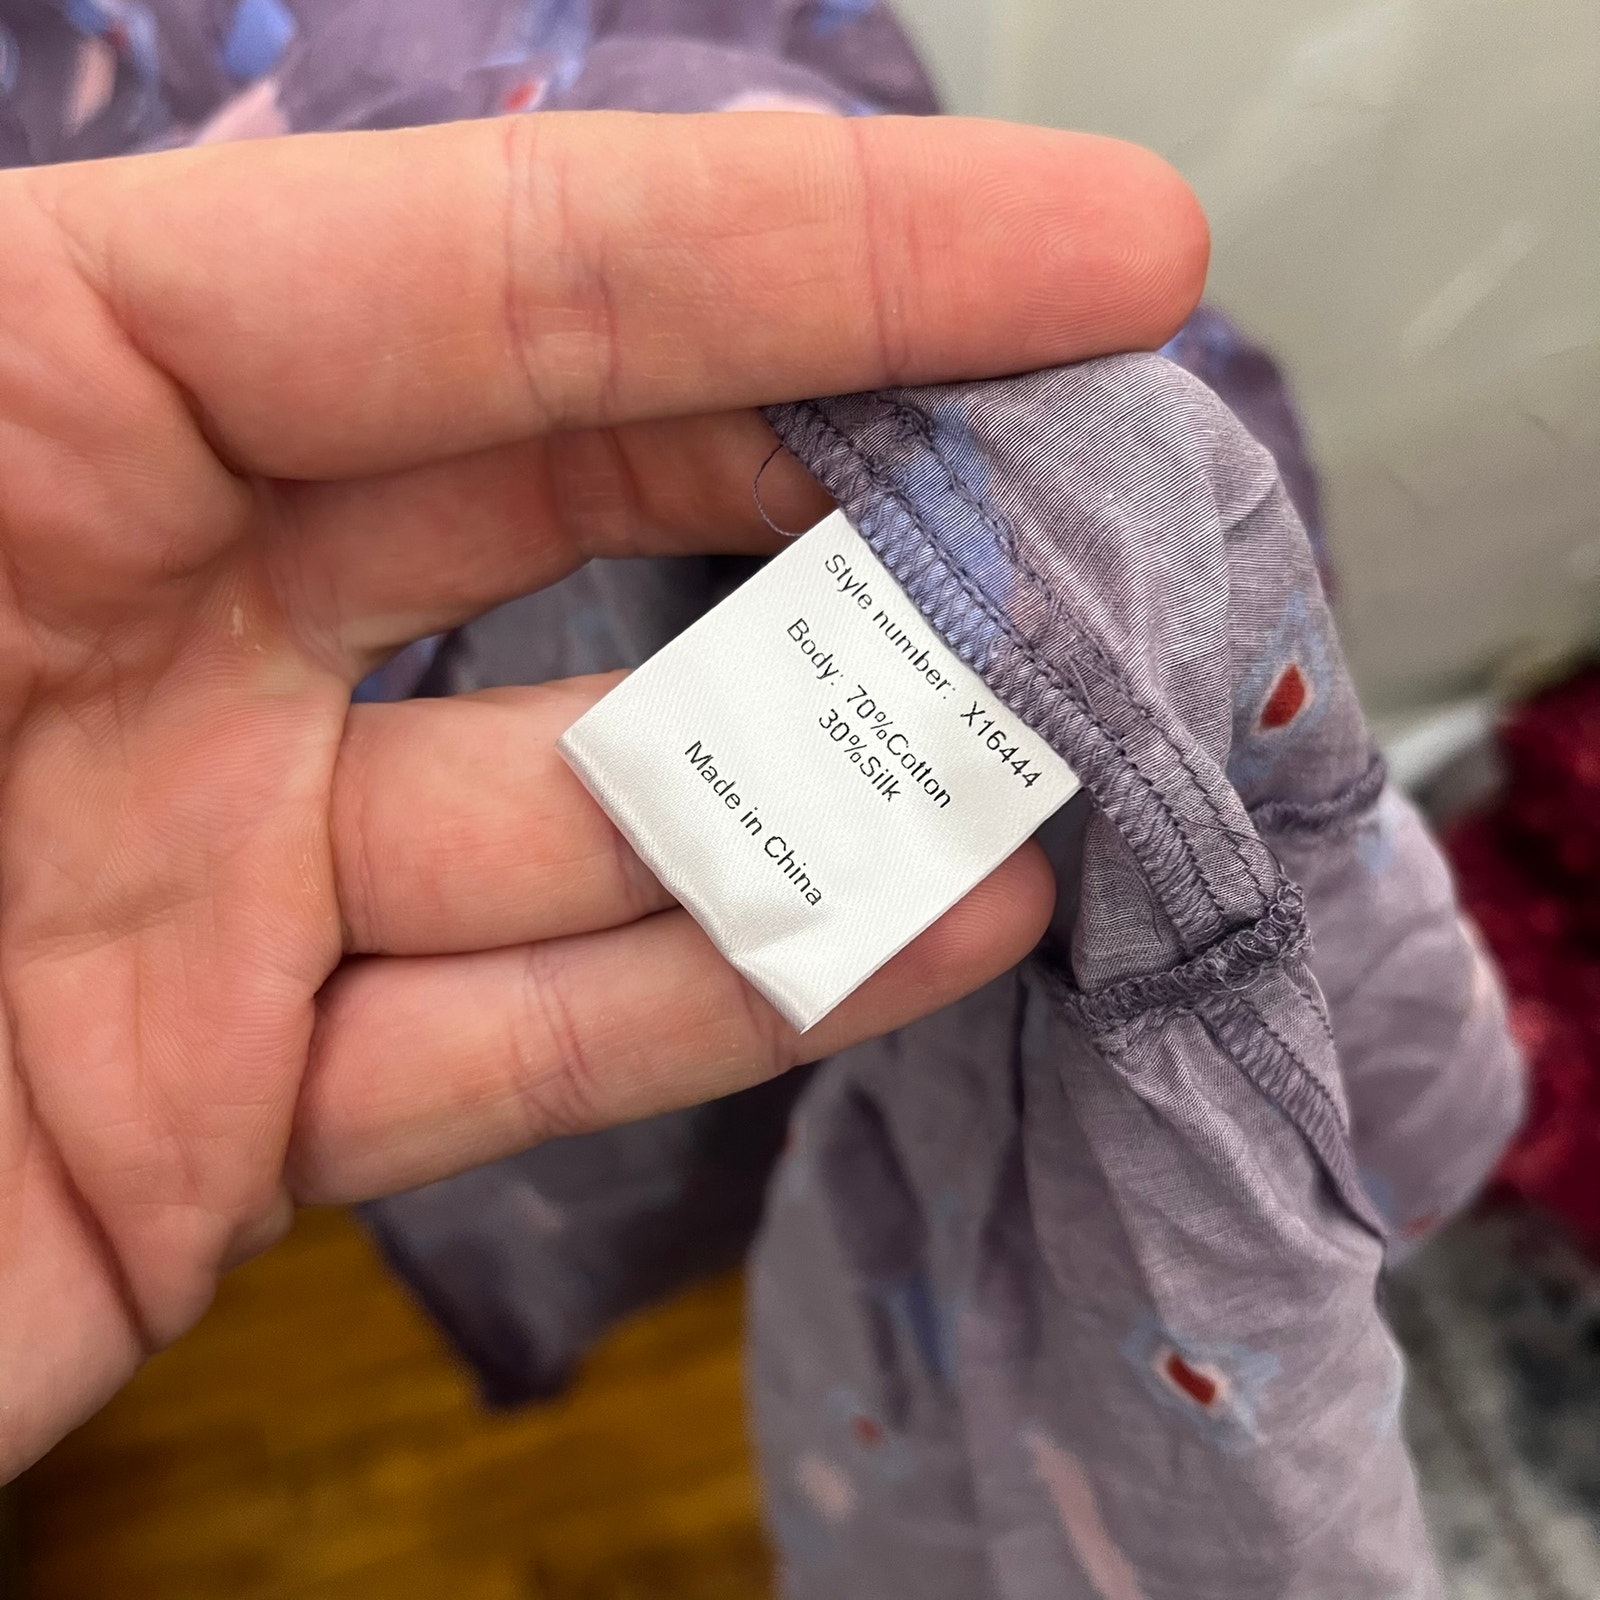 Style number: X16444
Body: 70%Cotton
30%Silk
Made in China